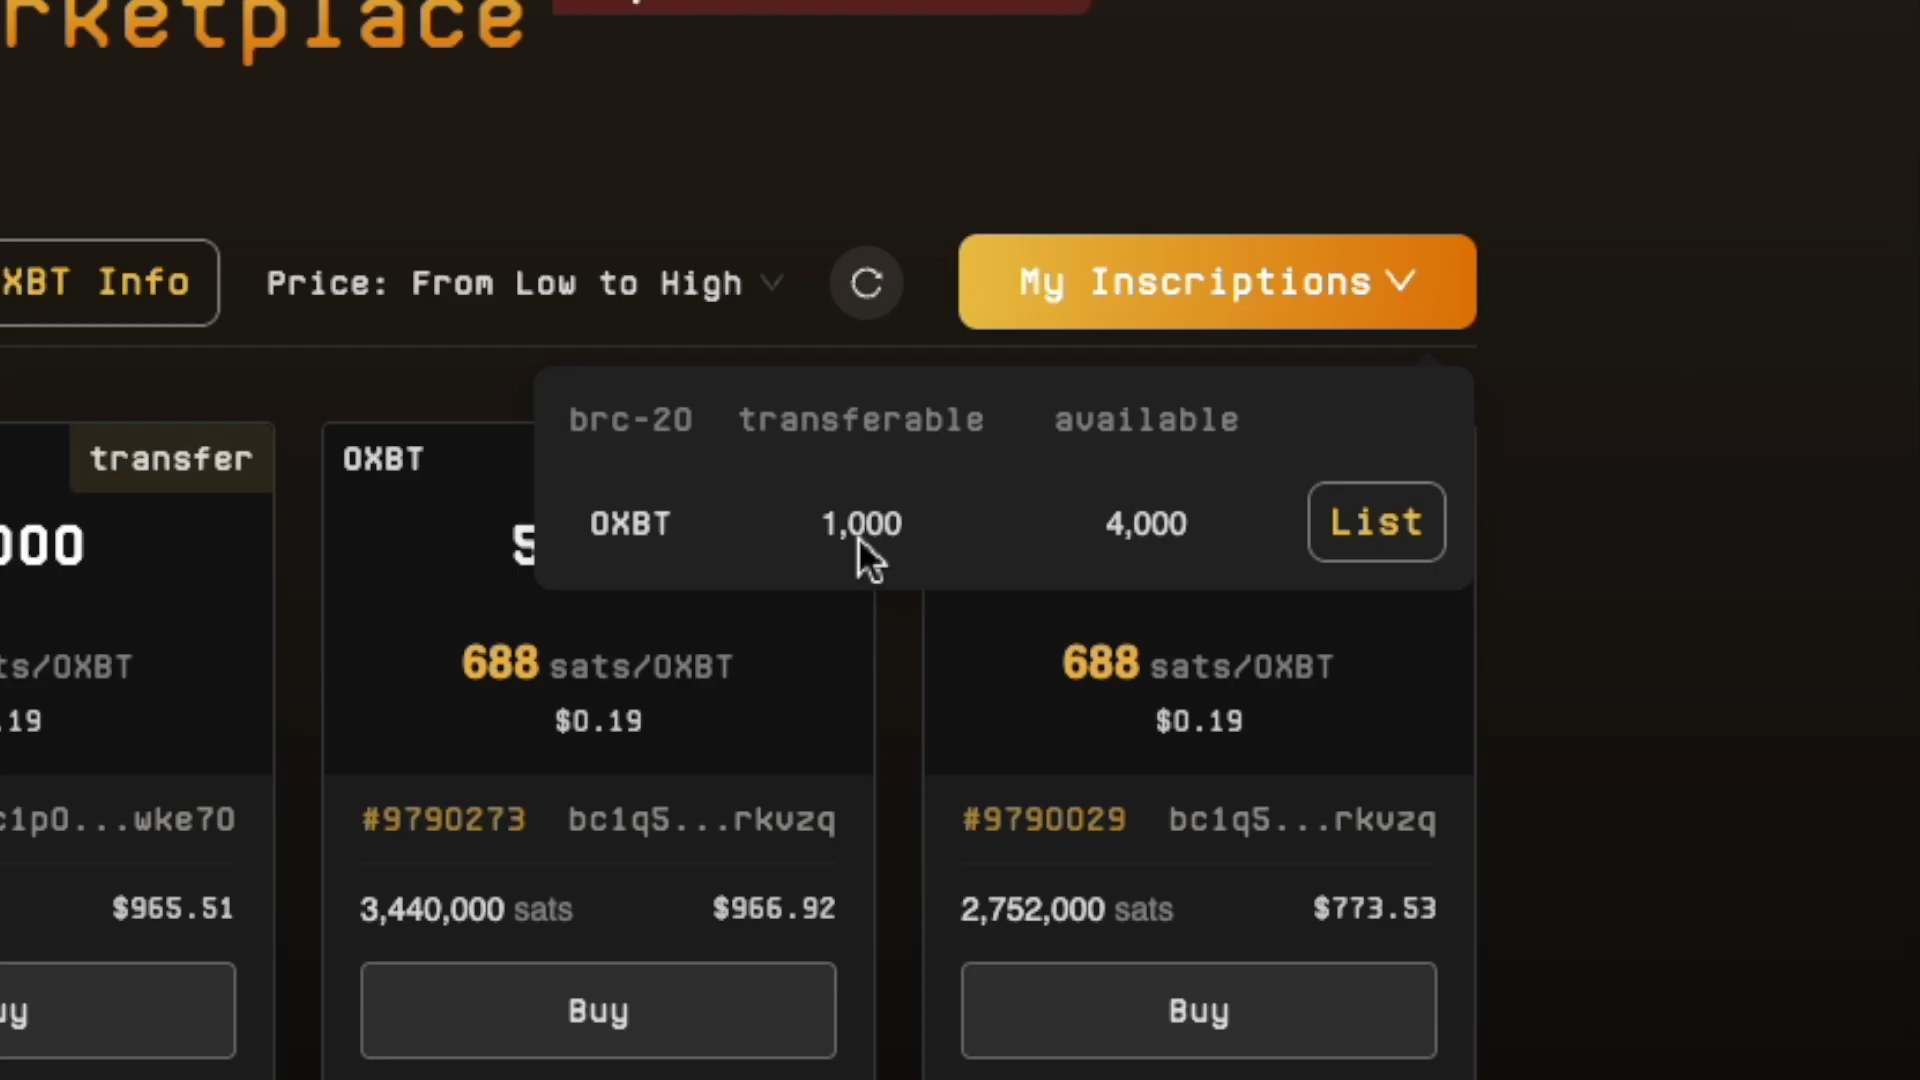 rketplace
XBT Info
Price: From Low to High
My Inscriptions
brc-20 transferable available
OXBT 1,000 4,000 List
transfer
OXBT
000
688 sats/OXBT
688 sats/OXBT
ts/OXBT
.19
$0.19
$0.19
c1p0...wke70
#9790273 bc1q5...rkvzq
#9790029 bc1q5...rkvzq
$965.51
3,440,000 sats $966.92
2,752,000 sats $773.53
uy
Buy
Buy